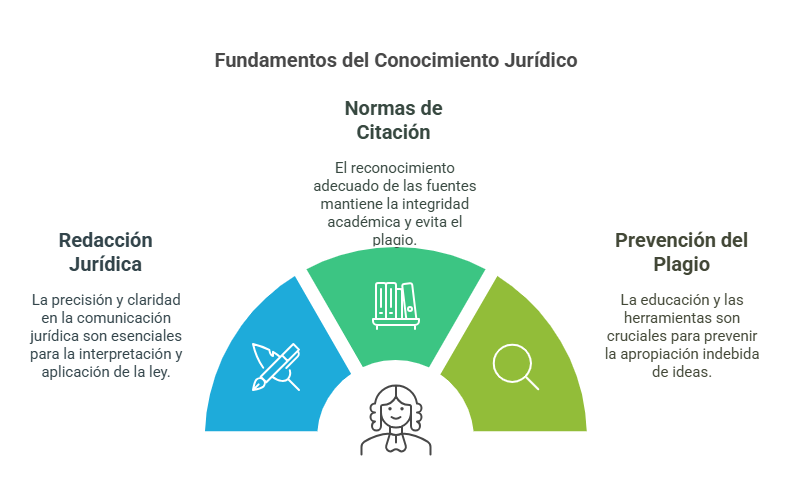 Fundamentos del Conocimiento Jurídico
Normas de
Citación
El reconocimiento
adecuado de las fuentes
mantiene la integridad
académica y evita el
plagio.
Redacción
Jurídica
La precisión y claridad
en la comunicación
jurídica son esenciales
para la interpretación y
aplicación de la ley.
Prevención del
Plagio
La educación y las
herramientas son
cruciales para prevenir
la apropiación indebida
de ideas.